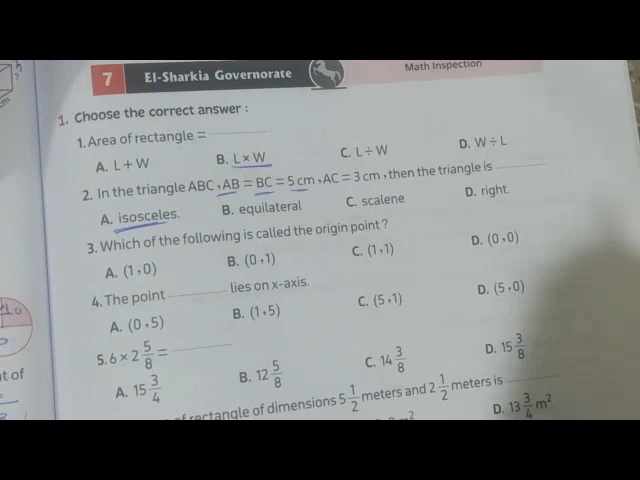 7 El-Sharkia Governorate
Math Inspection
1. Choose the correct answer :
1. Area of rectangle =
A. L + W B. L × W C. L ÷ W D. W ÷ L
2. In the triangle ABC , AB = BC = 5 cm , AC = 3 cm , then the triangle is
A. isosceles. B. equilateral C. scalene D. right.
3. Which of the following is called the origin point ?
A. (1 , 0) B. (0 , 1) C. (1 , 1) D. (0 , 0)
4. The point lies on x-axis.
A. (0 , 5) B. (1 , 5) C. (5 , 1) D. (5 , 0)
5. 6 × 2 5/8 =
A. 15 3/4 B. 12 5/8 C. 14 3/8 D. 15 3/8
of rectangle of dimensions 5 1/2 meters and 2 1/2 meters is
D. 13 3/4 m²